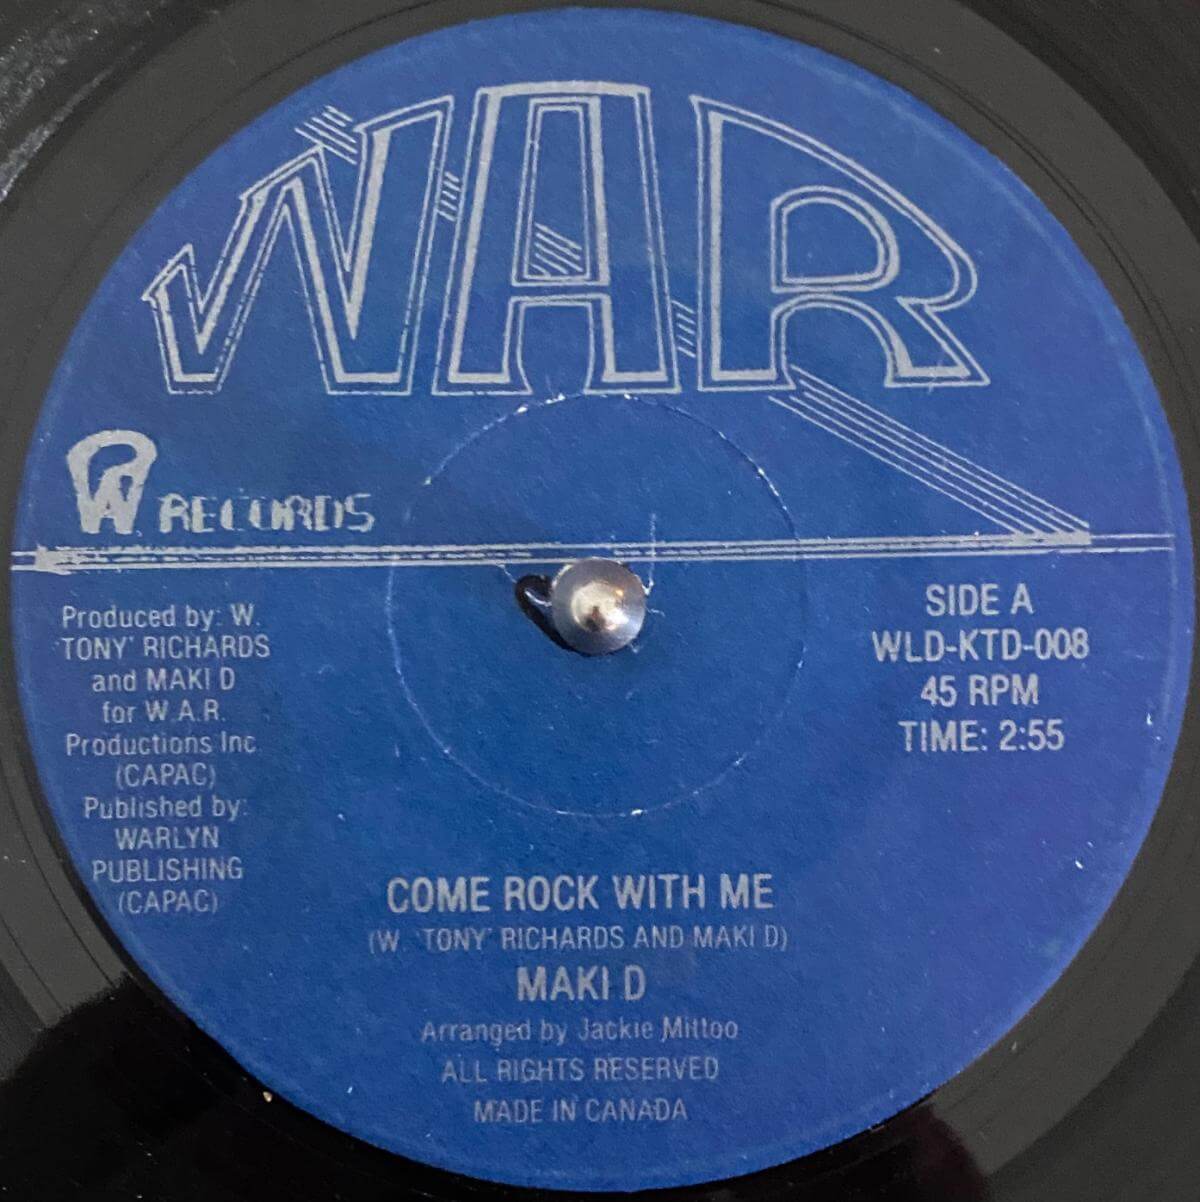 WAR
W RECORDS
Produced by: W.
'TONY' RICHARDS
and MAKI D
for W.A.R.
Productions Inc
(CAPAC)
Published by:
WARLYN
PUBLISHING
(CAPAC)
SIDE A
WLD-KTD-008
45 RPM
TIME: 2:55
COME ROCK WITH ME
(W. 'TONY' RICHARDS AND MAKI D)
MAKI D
Arranged by Jackie Mittoo
ALL RIGHTS RESERVED
MADE IN CANADA